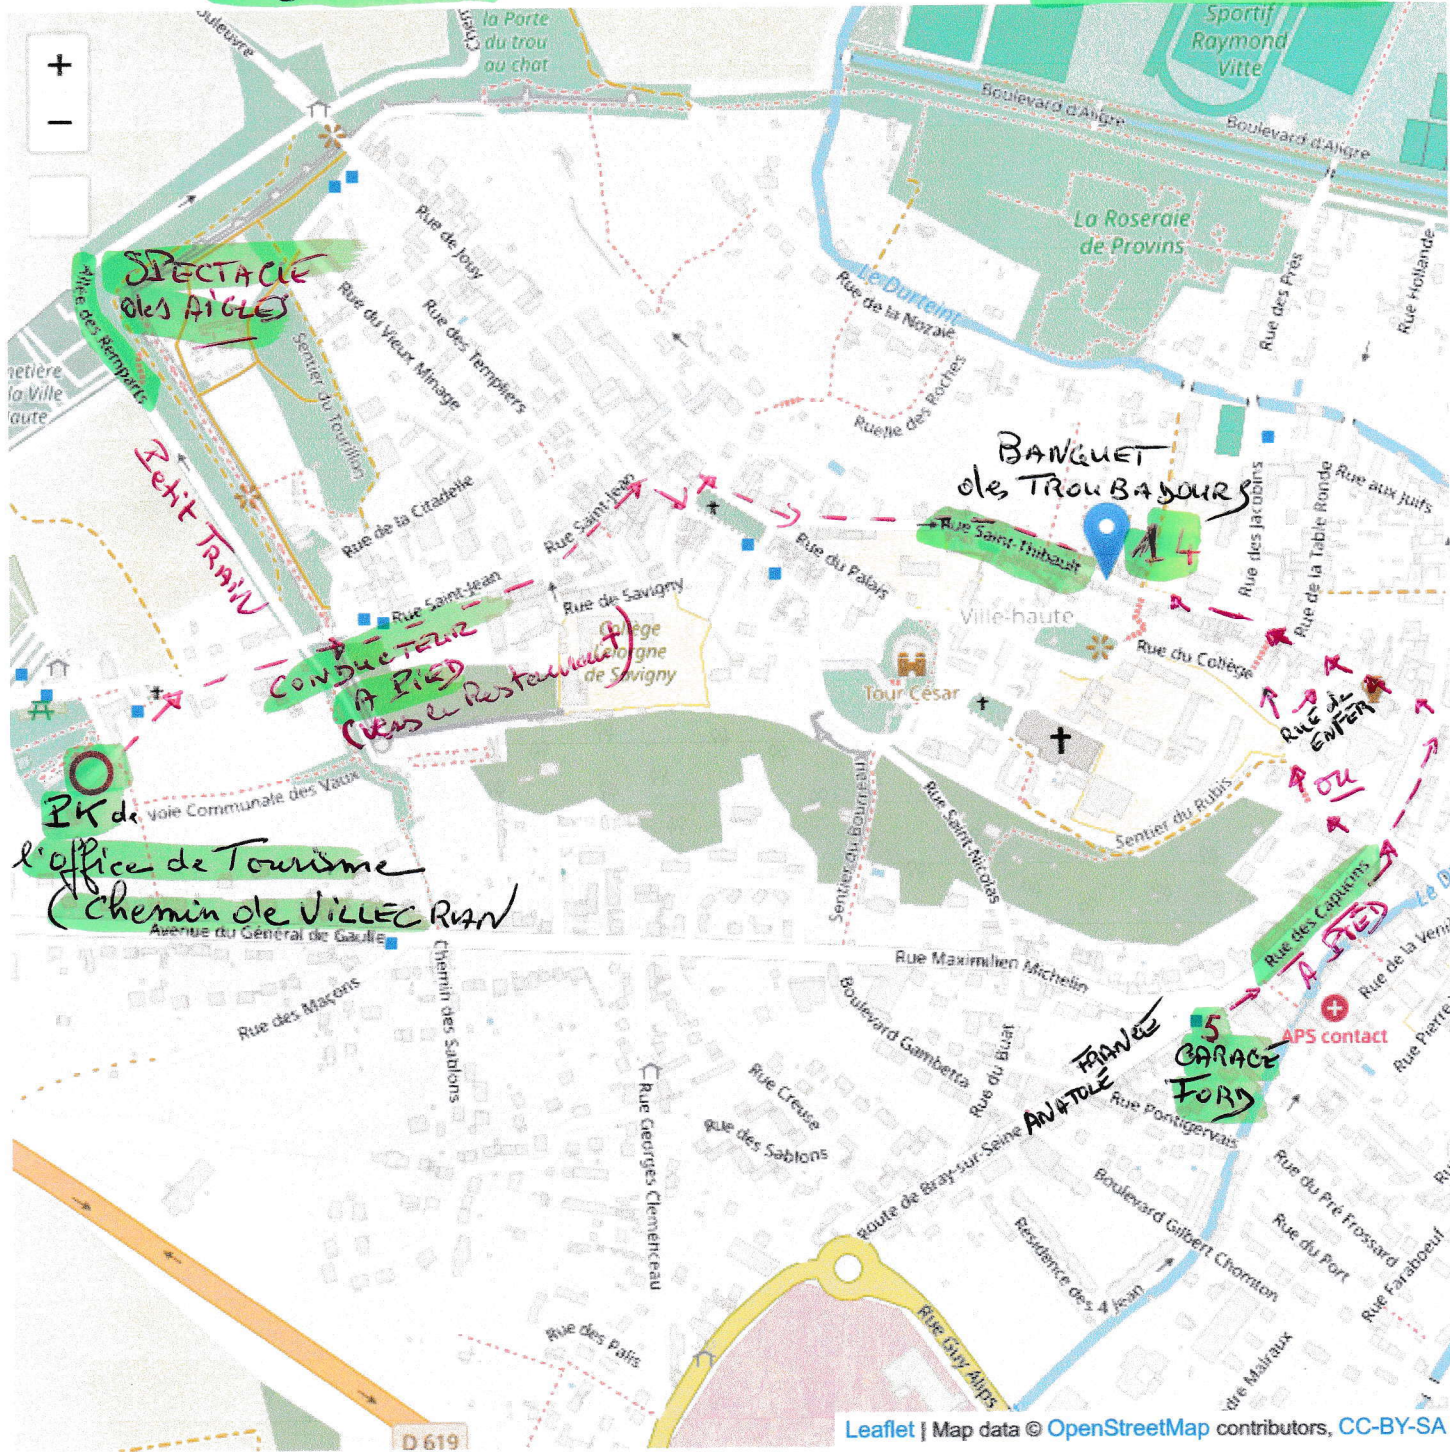 la Porte
du trou
au chat
Sportif
Raymond
Vitte
+
−
Boulevard d'Aligre
Boulevard d'Aligre
La Roseraie
de Provins
Rue de Jouy
SPECTACLE
des AIGLES
Allée des Remparts
Rue du Vieux Minage
Rue des Templiers
Sentier du Tourillon
Le Durteint
Rue de la Nozaie
Ruelle des Roches
Rue des Prés
Rue Hollande
Petit TRAIN
Rue de la Citadelle
Rue Saint-Jean
BANQUET
des TROUBADOURS
14
Rue Saint-Thibault
Rue du Palais
Rue des Jacobins
Rue de la Table Ronde
Rue aux Juifs
Rue Saint-Jean
Rue de Savigny
CONDUCTEUR
A PIED
(vers le Restaurant)
Collège
Lelorgne
de Savigny
Ville-haute
Tour César
Rue du Collège
RUE de
ENFER
ou
PK de
l'office de Tourisme
(Chemin de VILLECRAN
Voie Communale des Vaux
Sentier du Bourreau
Rue Saint-Nicolas
Sentier du Rubis
Rue des Capucins
A PIED
Avenue du Général de Gaulle
Rue des Maçons
Chemin des Sablons
Rue Maximilien Michelin
Boulevard Gambetta
Rue du Buat
Rue Creuse
Rue des Sablons
Rue Georges Clemenceau
Route de Bray-sur-Seine
ANATOLE
FRANCE
5
GARAGE
FORD
APS contact
Rue Pontigervais
Boulevard Gilbert Chomton
Résidence des 4 Jean
Rue du Pré Frossard
Rue du Port
Rue Faraboeuf
Rue des Palis
Rue Guy Alips
D 619
Leaflet | Map data © OpenStreetMap contributors, CC-BY-SA